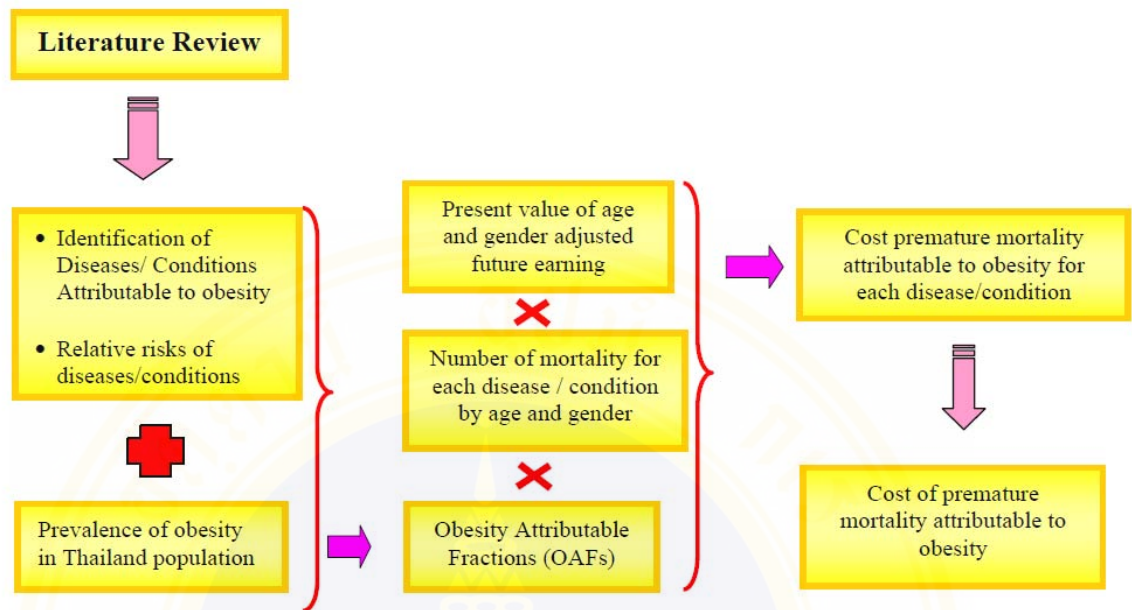 Literature Review
• Identification of
Diseases/ Conditions
Attributable to obesity
• Relative risks of
diseases/conditions
Prevalence of obesity
in Thailand population
Present value of age
and gender adjusted
future earning
Number of mortality for
each disease / condition
by age and gender
Obesity Attributable
Fractions (OAFs)
Cost premature mortality
attributable to obesity for
each disease/condition
Cost of premature
mortality attributable to
obesity